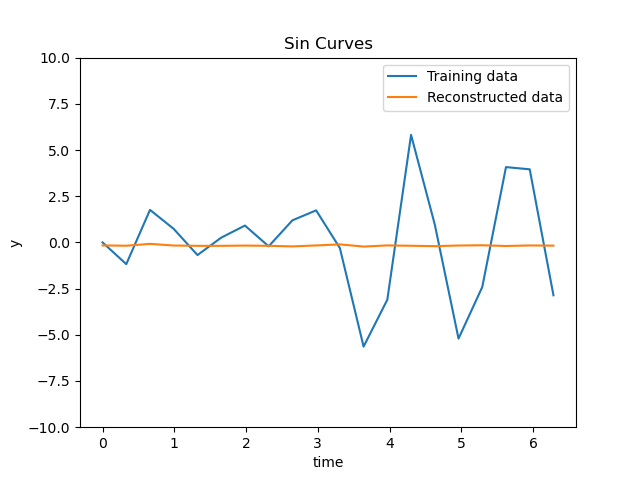 Sin Curves
Training data
Reconstructed data
10.0
7.5
5.0
2.5
0.0
−2.5
−5.0
−7.5
−10.0
y
0 1 2 3 4 5 6
time